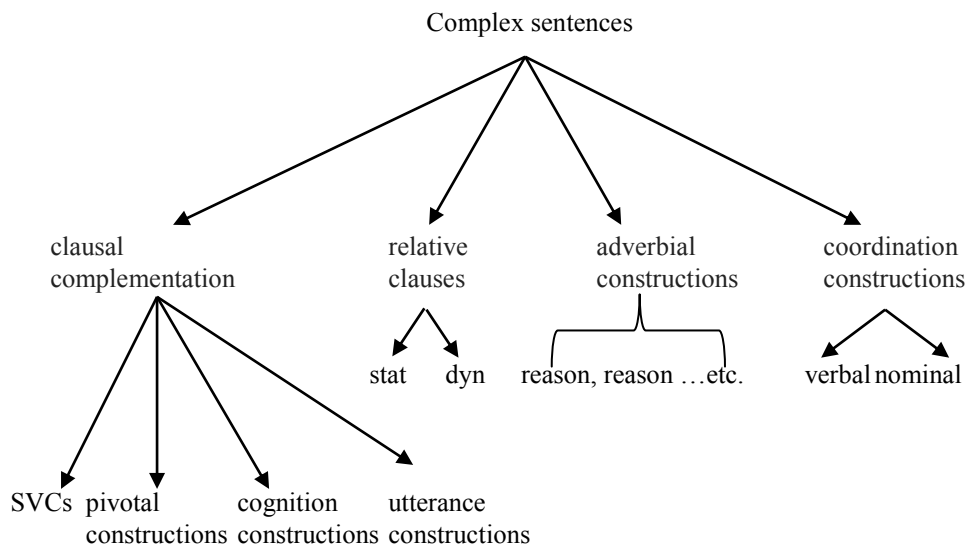 Complex sentences
clausal
complementation
relative
clauses
adverbial
constructions
coordination
constructions
stat
dyn
reason, reason …etc.
verbal
nominal
SVCs
pivotal
constructions
cognition
constructions
utterance
constructions